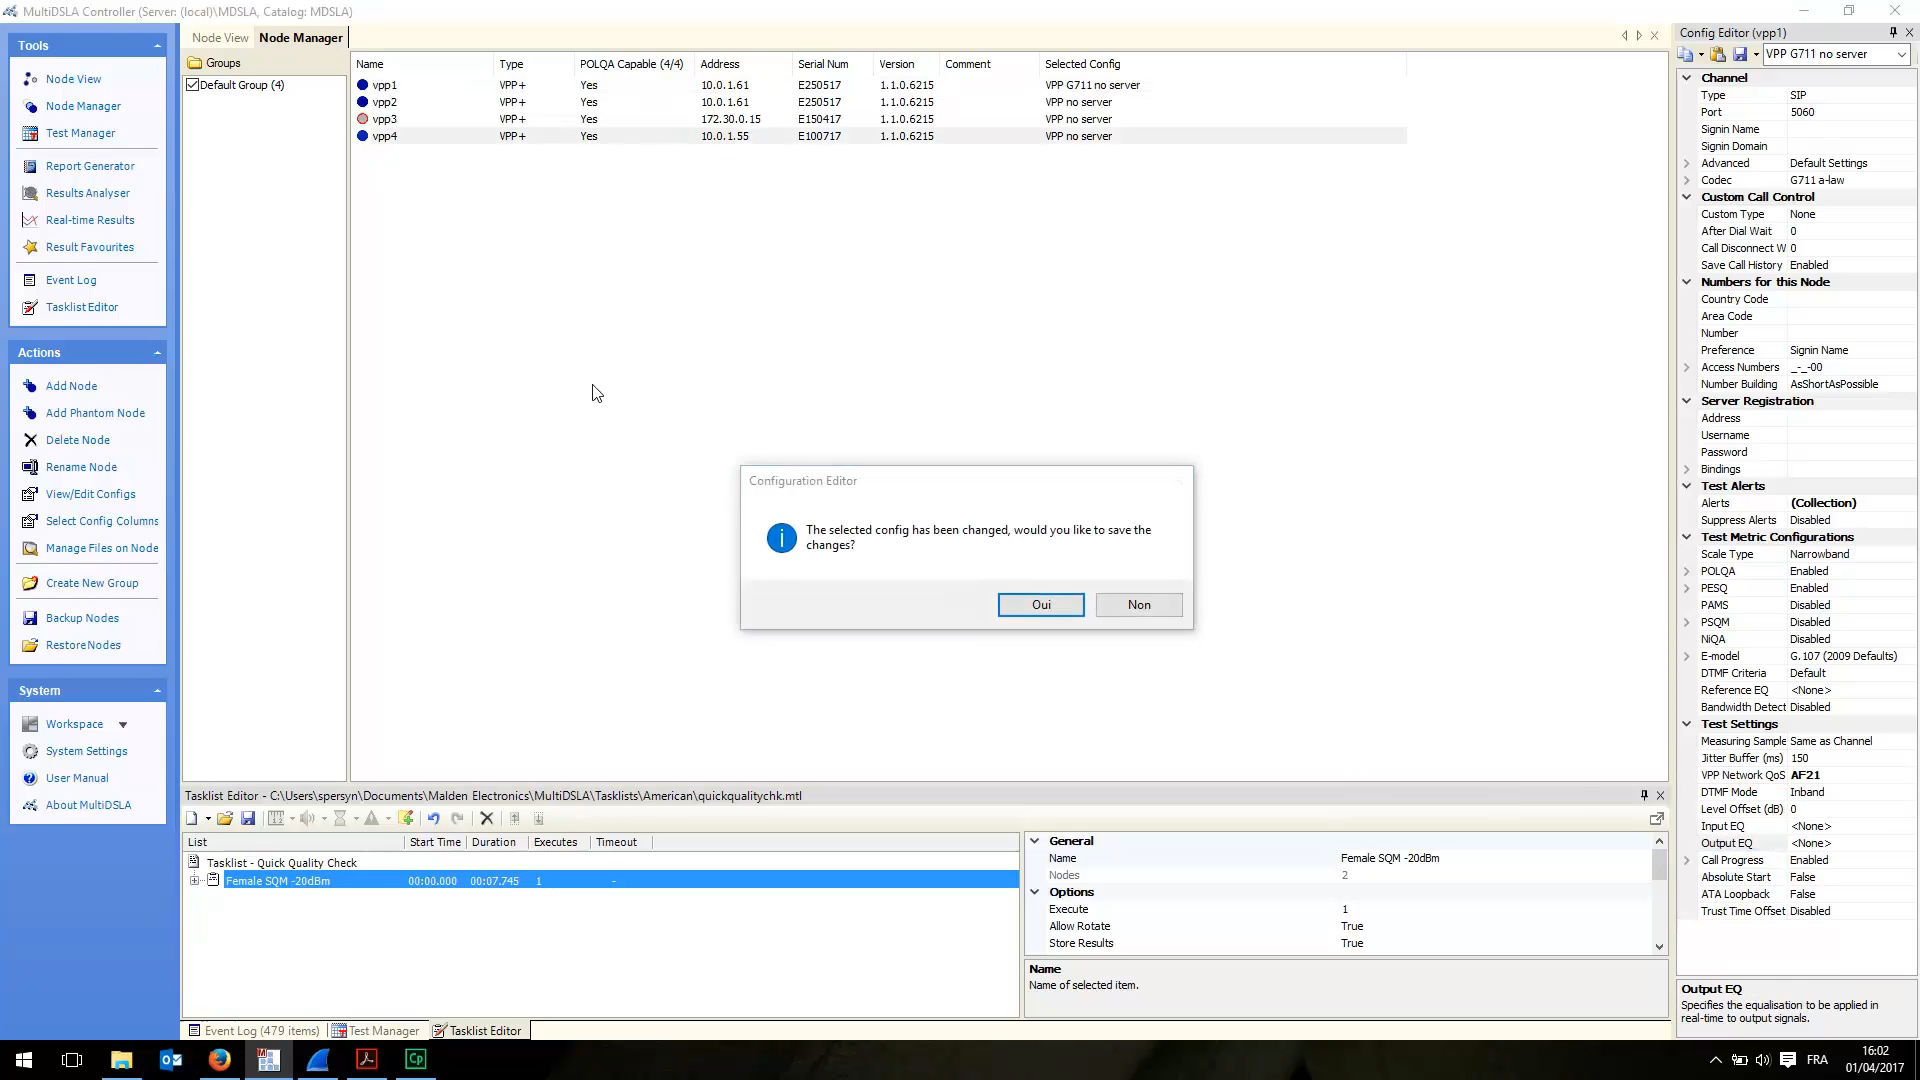 MultiDSLA Controller (Server: (local)\MDSLA, Catalog: MDSLA)
Tools
Node View
Node Manager
Test Manager
Report Generator
Results Analyser
Real-time Results
Result Favourites
Event Log
Tasklist Editor
Actions
Add Node
Add Phantom Node
Delete Node
Rename Node
View/Edit Configs
Select Config Columns
Manage Files on Node
Create New Group
Backup Nodes
Restore Nodes
System
Workspace
System Settings
User Manual
About MultiDSLA
Node View Node Manager
Groups
Default Group (4)
Name Type POLQA Capable (4/4) Address Serial Num Version Comment Selected Config
vpp1 VPP+ Yes 10.0.1.61 E250517 1.1.0.6215 VPP G711 no server
vpp2 VPP+ Yes 10.0.1.61 E250517 1.1.0.6215 VPP no server
vpp3 VPP+ Yes 172.30.0.15 E150417 1.1.0.6215 VPP no server
vpp4 VPP+ Yes 10.0.1.55 E100717 1.1.0.6215 VPP no server
Configuration Editor
The selected config has been changed, would you like to save the
changes?
Oui Non
Tasklist Editor - C:\Users\spersyn\Documents\Malden Electronics\MultiDSLA\Tasklists\American\quickqualitychk.mtl
List Start Time Duration Executes Timeout
Tasklist - Quick Quality Check
Female SQM -20dBm 00:00.000 00:07.745 1 -
General
Name Female SQM -20dBm
Nodes 2
Options
Execute 1
Allow Rotate True
Store Results True
Name
Name of selected item.
Event Log (479 items) Test Manager Tasklist Editor
Config Editor (vpp1)
VPP G711 no server
Channel
Type SIP
Port 5060
Signin Name
Signin Domain
Advanced Default Settings
Codec G711 a-law
Custom Call Control
Custom Type None
After Dial Wait 0
Call Disconnect W 0
Save Call History Enabled
Numbers for this Node
Country Code
Area Code
Number
Preference Signin Name
Access Numbers _-_-00
Number Building AsShortAsPossible
Server Registration
Address
Username
Password
Bindings
Test Alerts
Alerts (Collection)
Suppress Alerts Disabled
Test Metric Configurations
Scale Type Narrowband
POLQA Enabled
PESQ Enabled
PAMS Disabled
PSQM Disabled
NiQA Disabled
E-model G.107 (2009 Defaults)
DTMF Criteria Default
Reference EQ <None>
Bandwidth Detect Disabled
Test Settings
Measuring Sample Same as Channel
Jitter Buffer (ms) 150
VPP Network QoS AF21
DTMF Mode Inband
Level Offset (dB) 0
Input EQ <None>
Output EQ <None>
Call Progress Enabled
Absolute Start False
ATA Loopback False
Trust Time Offset Disabled
Output EQ
Specifies the equalisation to be applied in
real-time to output signals.
FRA
16:02
01/04/2017